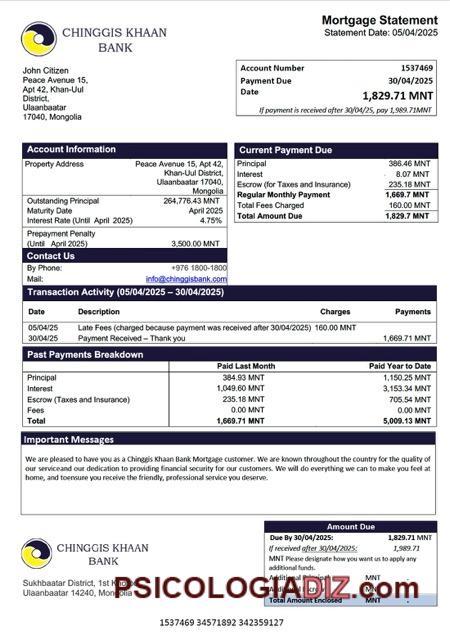 CHINGGIS KHAAN
BANK
Mortgage Statement
Statement Date: 05/04/2025
John Citizen
Peace Avenue 15,
Apt 42, Khan-Uul
District,
Ulaanbaatar
17040, Mongolia
Account Number 1537469
Payment Due 30/04/2025
Date 1,829.71 MNT
If payment is received after 30/04/25, pay 1,989.71MNT
Account Information
Property Address Peace Avenue 15, Apt 42,
Khan-Uul District,
Ulaanbaatar 17040,
Mongolia
Outstanding Principal 264,776.43 MNT
Maturity Date April 2025
Interest Rate (Until April 2025) 4.75%
Prepayment Penalty
(Until April 2025) 3,500.00 MNT
Contact Us
By Phone: +976 1800-1800
Mail: info@chinggisbank.com
Current Payment Due
Principal 386.46 MNT
Interest 8.07 MNT
Escrow (for Taxes and Insurance) 235.18 MNT
Regular Monthly Payment 1,669.7 MNT
Total Fees Charged 160.00 MNT
Total Amount Due 1,829.7 MNT
Transaction Activity (05/04/2025 – 30/04/2025)
Date Description Charges Payments
05/04/25 Late Fees (charged because payment was received after 30/04/2025) 160.00 MNT
30/04/25 Payment Received – Thank you 1,669.71 MNT
Past Payments Breakdown
Paid Last Month Paid Year to Date
Principal 384.93 MNT 1,150.25 MNT
Interest 1,049.60 MNT 3,153.34 MNT
Escrow (Taxes and Insurance) 235.18 MNT 705.54 MNT
Fees 0.00 MNT 0.00 MNT
Total 1,669.71 MNT 5,009.13 MNT
Important Messages
We are pleased to have you as a Chinggis Khaan Bank Mortgage customer. We are known throughout the country for the quality of
our serviceand our dedication to providing financial security for our customers. We will do everything we can to make you feel at
home, and toensure you receive the friendly, professional service you deserve.
CHINGGIS KHAAN
BANK
Sukhbaatar District, 1st
Ulaanbaatar 14240,
Amount Due
Due By 30/04/2025: 1,829.71 MNT
If received after 30/04/2025: 1,989.71
MNT Please designate how you want us to apply any
additional funds.
Additional MNT
Additional MNT
Total Amount Enclosed MNT
PSICOLOGIADIZ.com
1537469 34571892 342359127